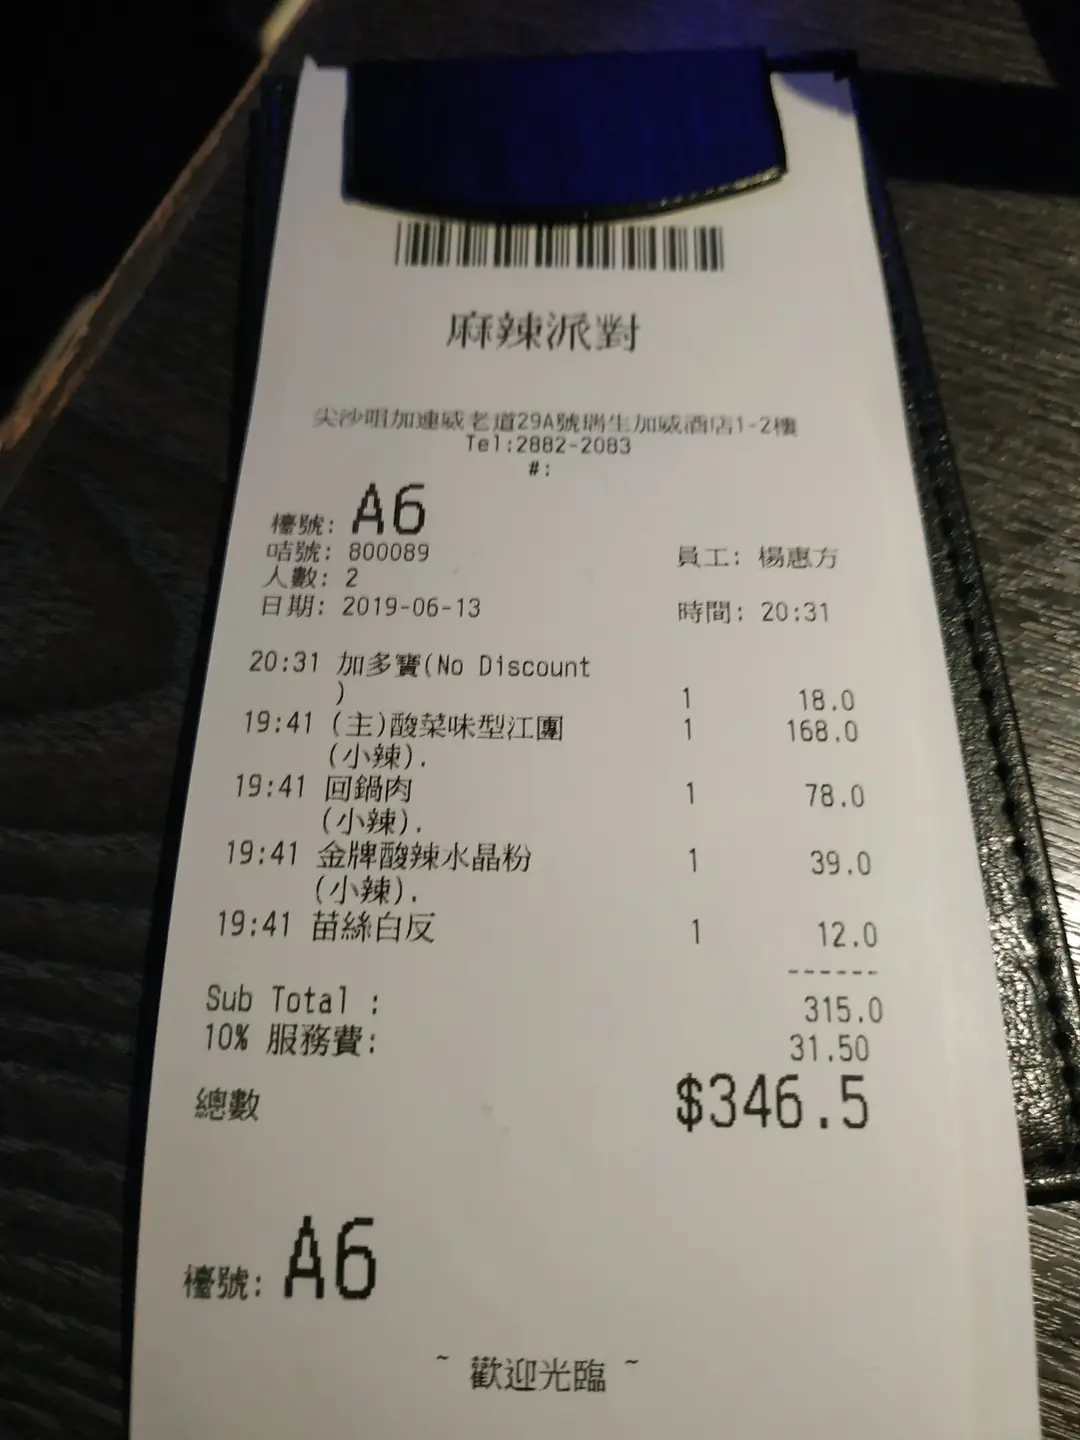 麻辣派對
尖沙咀加連威老道29A號瑞生加威酒店1-2樓
Tel:2882-2083
#:
檯號: A6
咭號: 800089 員工: 楊惠方
人數: 2
日期: 2019-06-13 時間: 20:31
20:31 加多寶(No Discount
) 1 18.0
19:41 (主)酸菜味型江團 1 168.0
(小辣).
19:41 回鍋肉 1 78.0
(小辣).
19:41 金牌酸辣水晶粉 1 39.0
(小辣).
19:41 苗絲白反 1 12.0
------
Sub Total : 315.0
10% 服務費: 31.50
總數 $346.5
檯號: A6
~ 歡迎光臨 ~